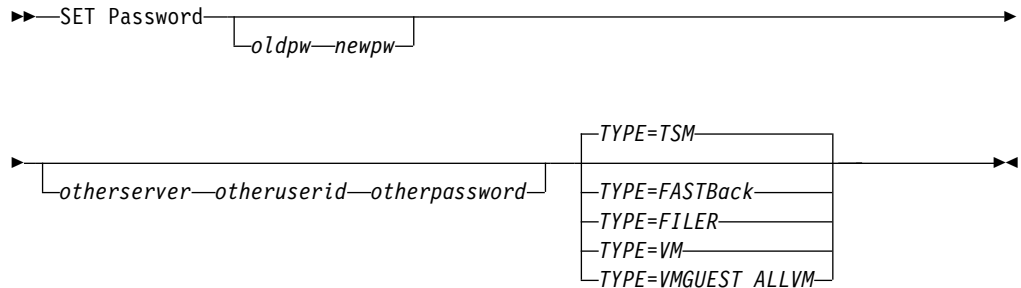 SET Password
oldpw newpw
TYPE=TSM
otherserver otheruserid otherpassword
TYPE=FASTBack
TYPE=FILER
TYPE=VM
TYPE=VMGUEST ALLVM